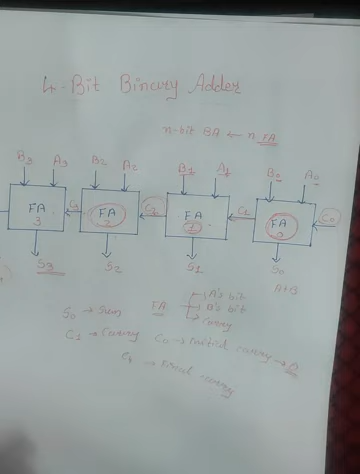 4-Bit Bincury Adder
n-bit BA ← n FA
B3 A3 B2 A2 B1 A1 B0 A0
FA 3 C3 FA 2 C2 FA 1 C1 FA 0 C0
S3 S2 S1 S0
A+B
FA → A's bit
→ B's bit
→ Carry
S0 → Sum
C1 → Carry C0 → Initial carry → 0
C4 → Final carry